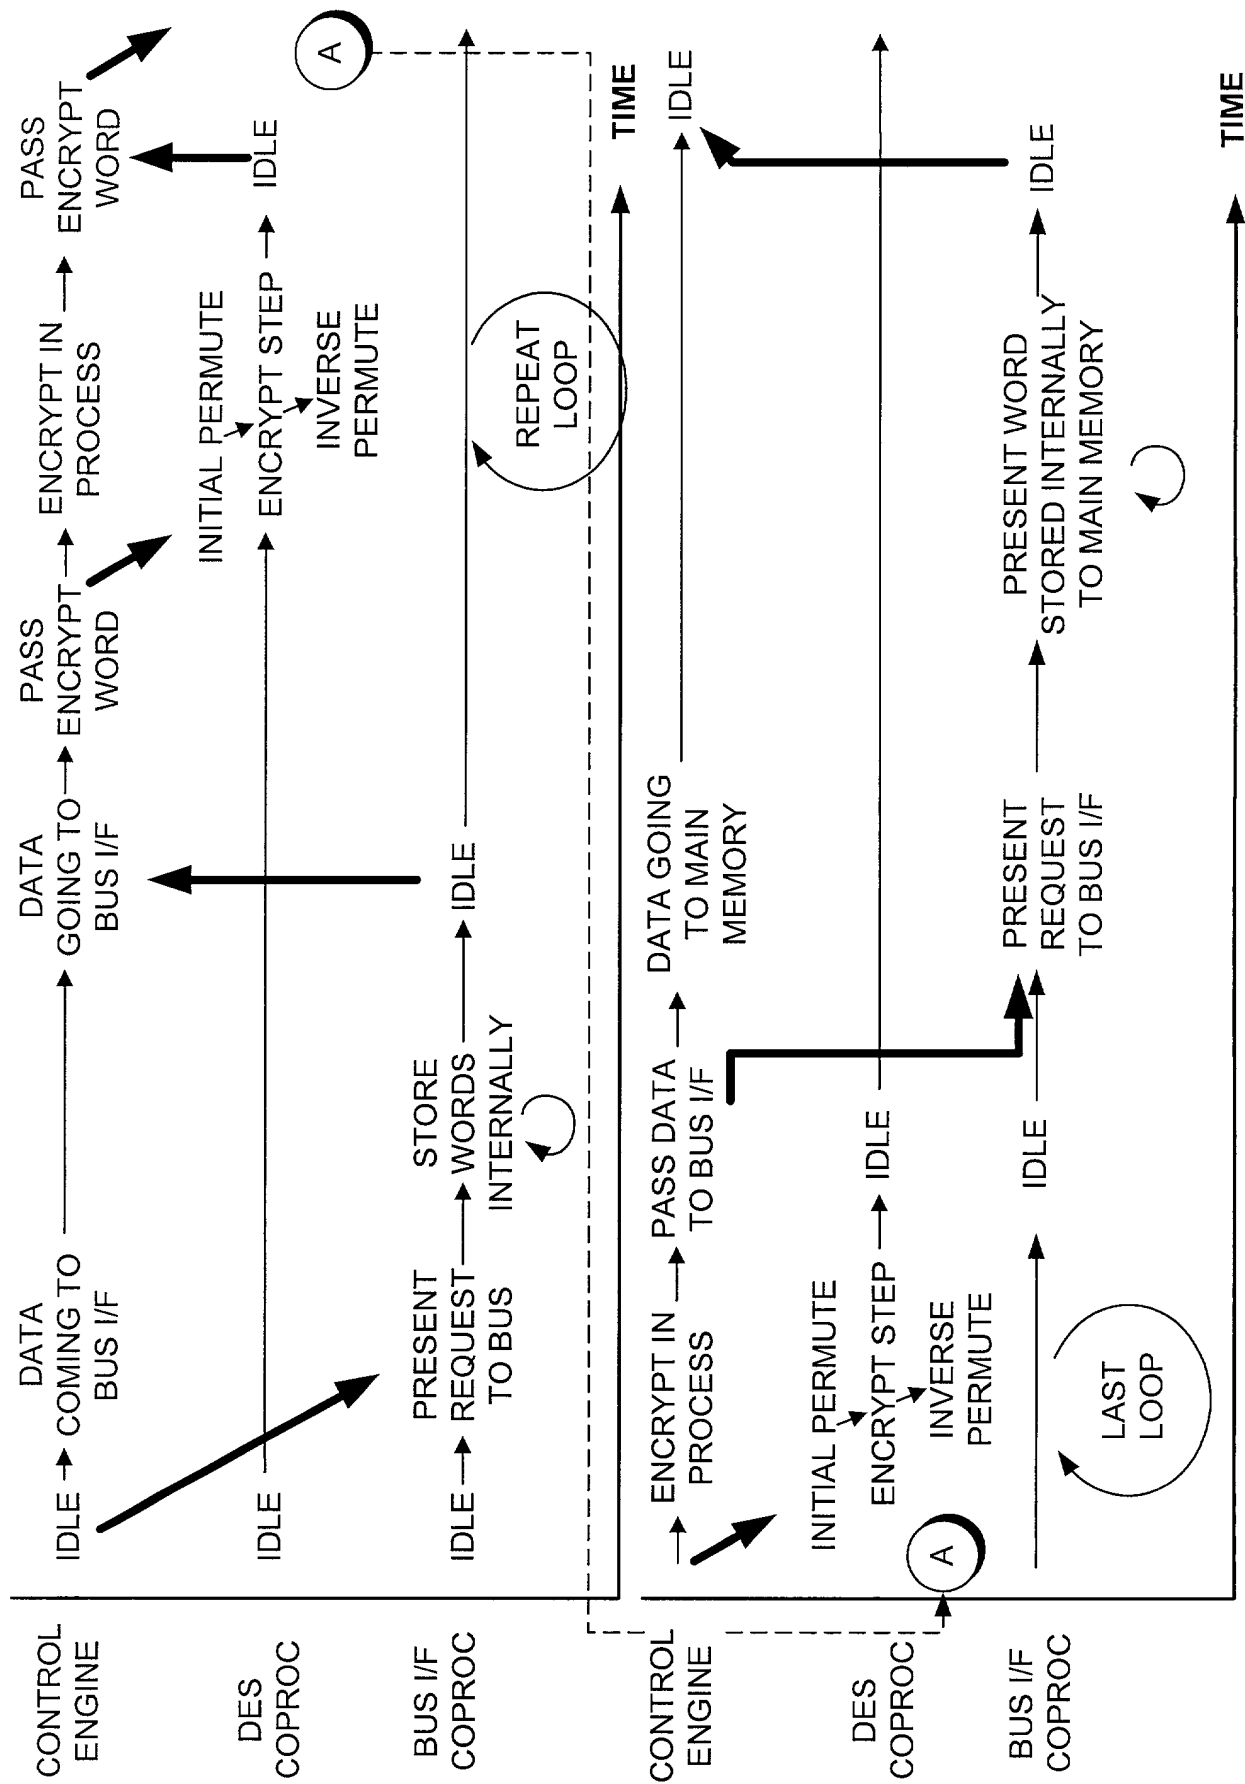 CONTROL
ENGINE
IDLE
DATA
COMING TO
BUS I/F
DATA
GOING TO
BUS I/F
PASS
ENCRYPT
WORD
ENCRYPT IN
PROCESS
PASS
ENCRYPT
WORD
DES
COPROC
IDLE
INITIAL PERMUTE
ENCRYPT STEP
INVERSE
PERMUTE
IDLE
A
BUS I/F
COPROC
IDLE
PRESENT
REQUEST
TO BUS
STORE
WORDS
INTERNALLY
IDLE
REPEAT
LOOP
TIME
CONTROL
ENGINE
ENCRYPT IN
PROCESS
PASS DATA
TO BUS I/F
DATA GOING
TO MAIN
MEMORY
IDLE
DES
COPROC
A
INITIAL PERMUTE
ENCRYPT STEP
INVERSE
PERMUTE
IDLE
BUS I/F
COPROC
LAST
LOOP
IDLE
PRESENT
REQUEST
TO BUS I/F
PRESENT WORD
STORED INTERNALLY
TO MAIN MEMORY
IDLE
TIME